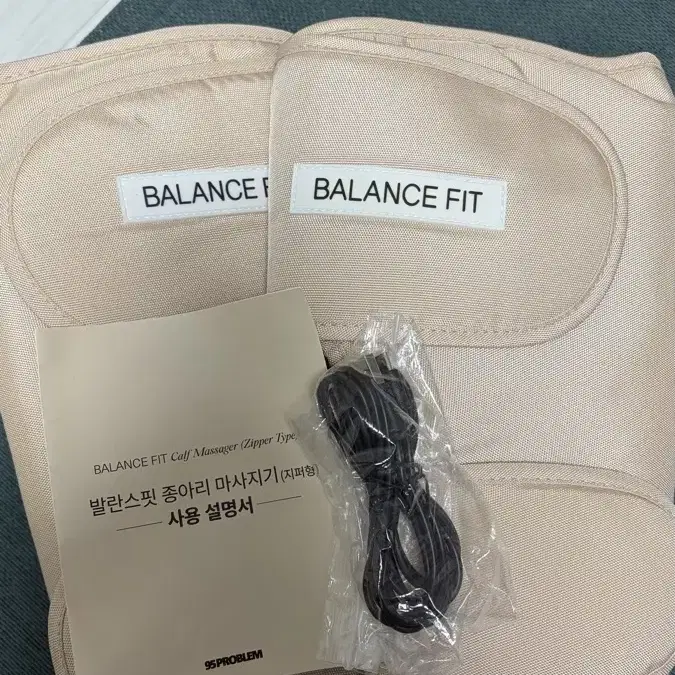 BALANCE F
BALANCE FIT
BALANCE FIT Calf Massager (Zipper Type)
발란스핏 종아리 마사지기(지퍼형)
사용 설명서
95PROBLEM